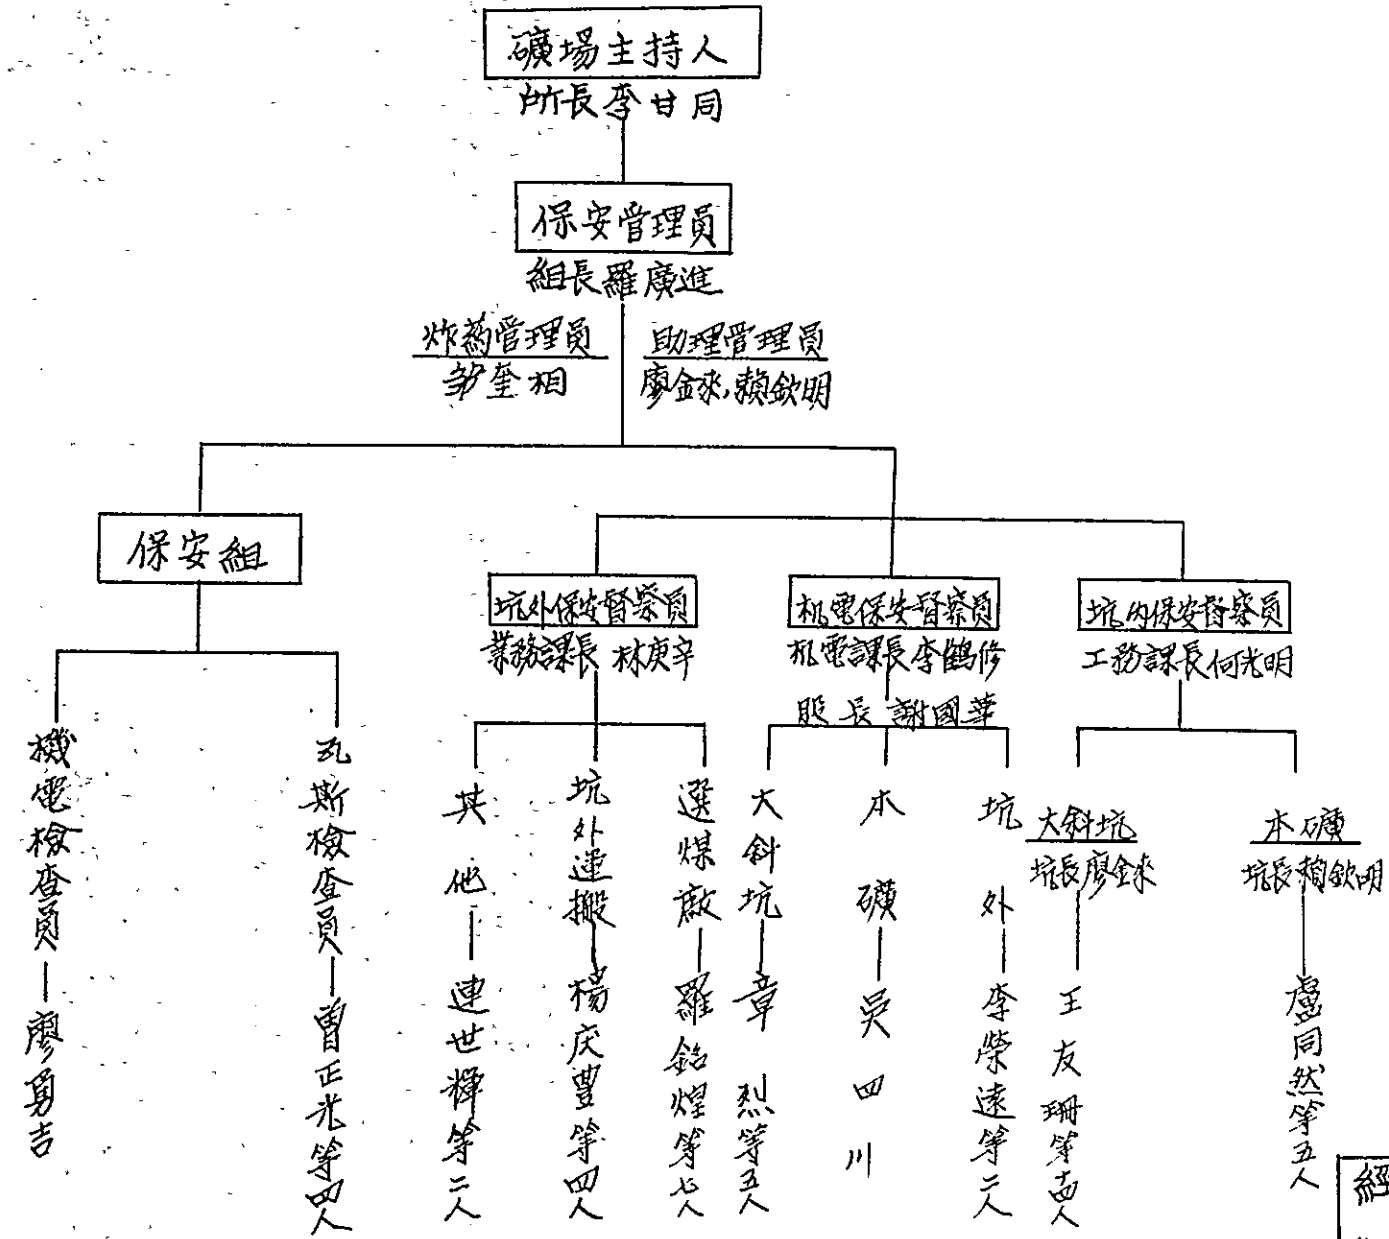 礦場主持人
所長李甘同
保安管理員
組長羅廣進
炸葯管理員
鄒奎相
助理管理員
廖金來,賴欽明
保安組
機電檢查員—廖勇吉
瓦斯檢查員—曾正光等四人
坑外保安督察員
業務課長 林庚辛
其他—連世輝等二人
坑外運搬—楊庆豐等四人
選煤廠—羅銘煌等七人
机電保安督察員
机電課長李鶴修
股長 謝國華
大斜坑—章烈等五人
本礦—吳四川
坑外—李榮遠等二人
坑內保安督察員
工務課長何光明
大斜坑
坑長廖金來
王友珊等十四人
本礦
坑長賴欽明
盧同然等五人
經